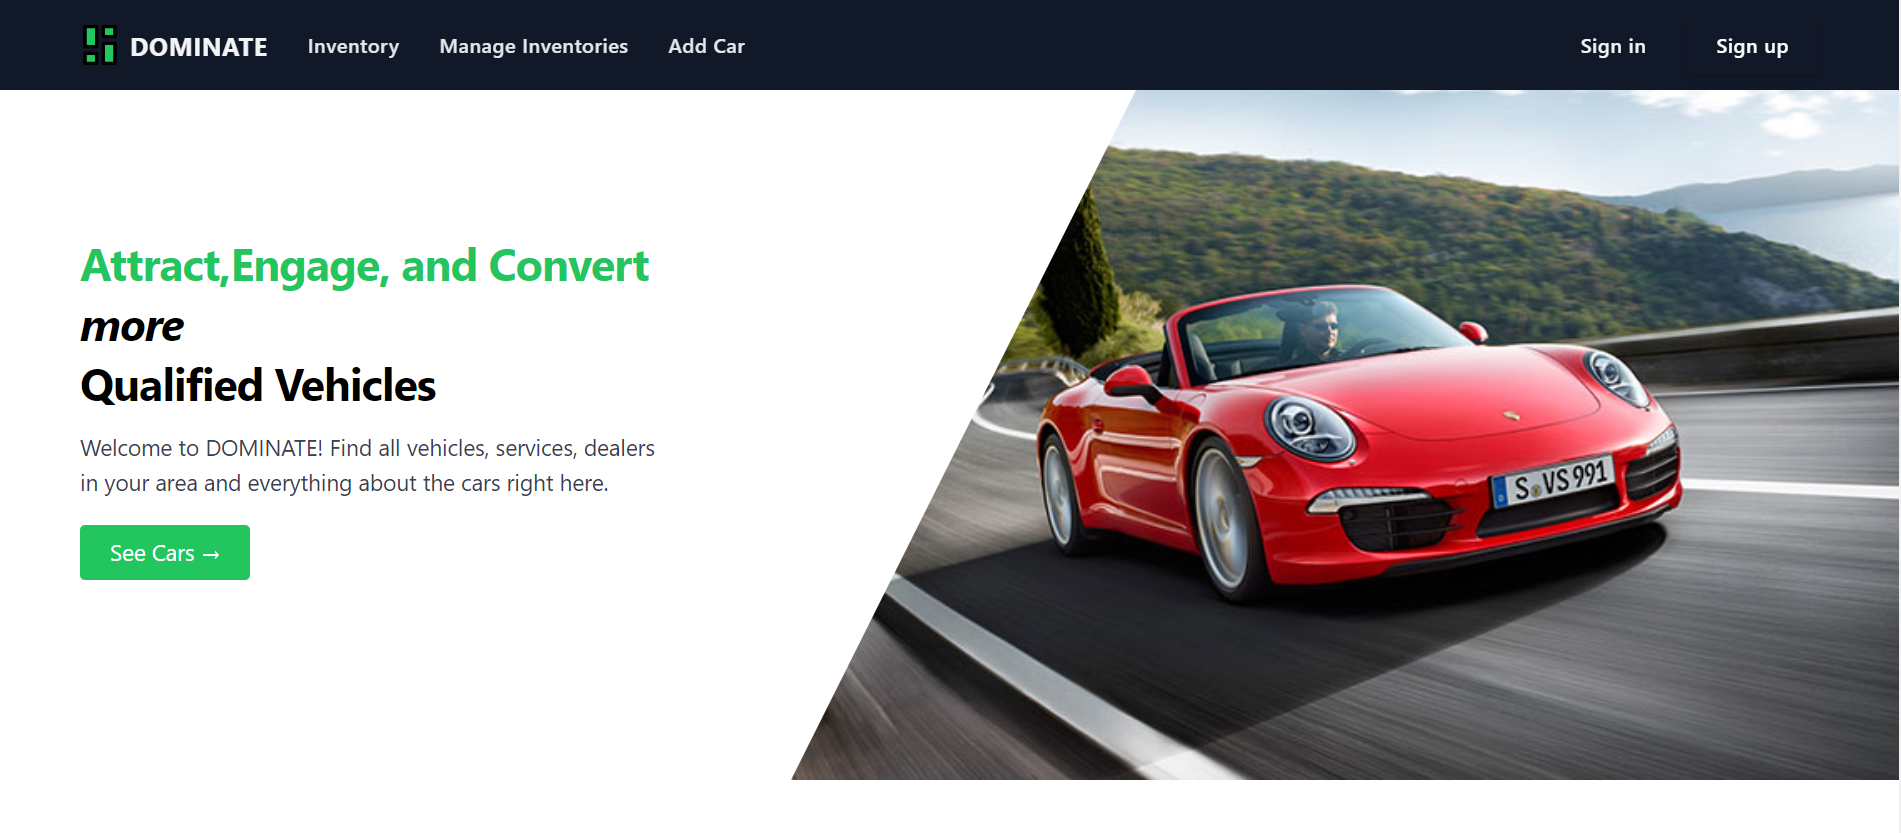 DOMINATE Inventory Manage Inventories Add Car Sign in Sign up
Attract,Engage, and Convert
more
Qualified Vehicles
Welcome to DOMINATE! Find all vehicles, services, dealers
in your area and everything about the cars right here.
See Cars →
S VS 991